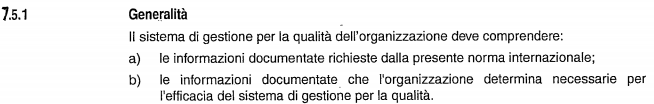 7.5.1 Generalità
Il sistema di gestione per la qualità dell'organizzazione deve comprendere:
a) le informazioni documentate richieste dalla presente norma internazionale;
b) le informazioni documentate che l'organizzazione determina necessarie per
l'efficacia del sistema di gestione per la qualità.